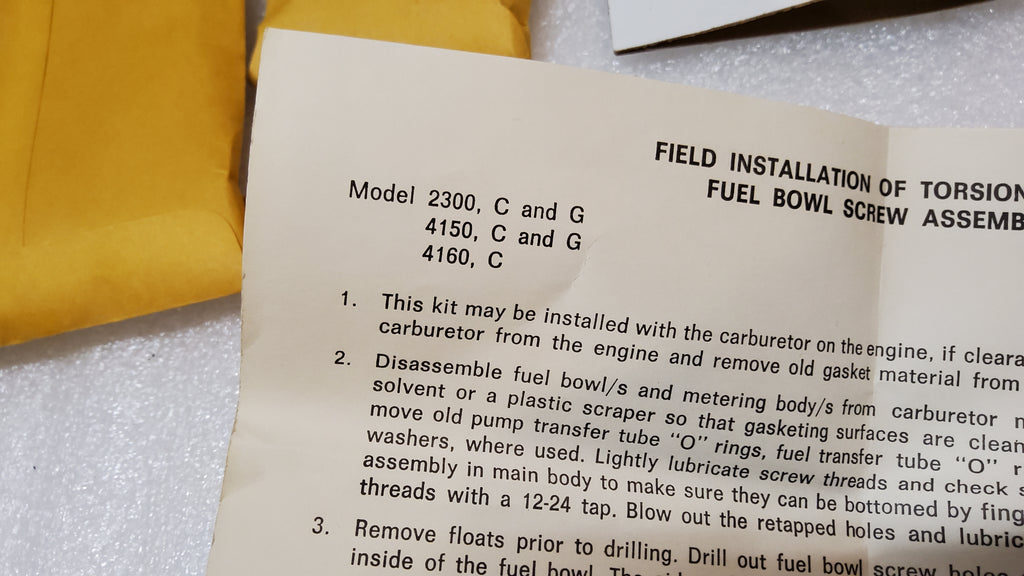 FIELD INSTALLATION OF TORSION
FUEL BOWL SCREW ASSEMB
Model 2300, C and G
4150, C and G
4160, C
1. This kit may be installed with the carburetor on the engine, if cleara
carburetor from the engine and remove old gasket material from
2. Disassemble fuel bowl/s and metering body/s from carburetor
solvent or a plastic scraper so that gasketing surfaces are clean
move old pump transfer tube "O" rings, fuel transfer tube "O" r
washers, where used. Lightly lubricate screw threads and check s
assembly in main body to make sure they can be bottomed by fing
threads with a 12-24 tap. Blow out the retapped holes and lubric
3. Remove floats prior to drilling. Drill out fuel bowl screw holes
inside of the fuel bowl. The